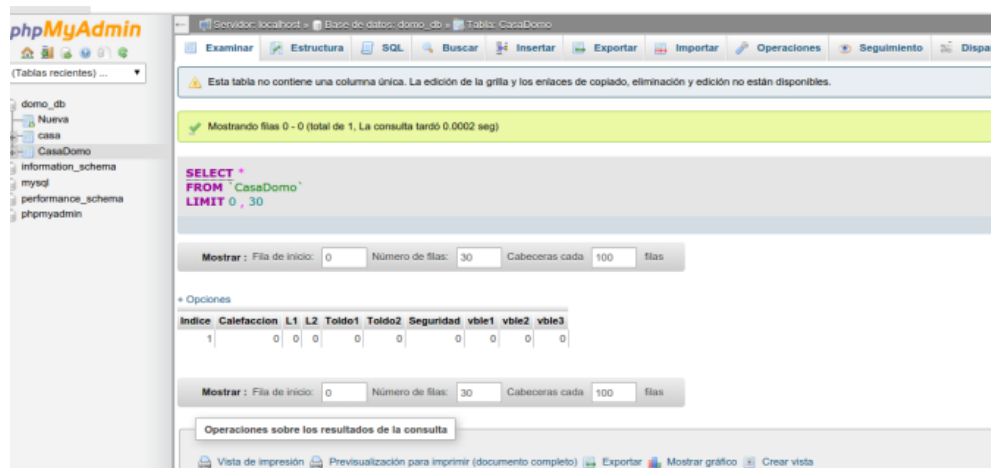 phpMyAdmin
Servidor: localhost » Base de datos: domo_db » Tabla: CasaDomo
Examinar Estructura SQL Buscar Insertar Exportar Importar Operaciones Seguimiento Dispa
(Tablas recientes) ...
Esta tabla no contiene una columna única. La edición de la grilla y los enlaces de copiado, eliminación y edición no están disponibles.
domo_db
Nueva
casa
CasaDomo
information_schema
mysql
performance_schema
phpmyadmin
Mostrando filas 0 - 0 (total de 1, La consulta tardó 0.0002 seg)
SELECT *
FROM `CasaDomo`
LIMIT 0 , 30
Mostrar : Fila de inicio: 0 Número de filas: 30 Cabeceras cada 100 filas
+ Opciones
Indice Calefaccion L1 L2 Toldo1 Toldo2 Seguridad vble1 vble2 vble3
1 0 0 0 0 0 0 0 0 0
Mostrar : Fila de inicio: 0 Número de filas: 30 Cabeceras cada 100 filas
Operaciones sobre los resultados de la consulta
Vista de impresión Previsualización para imprimir (documento completo) Exportar Mostrar gráfico Crear vista